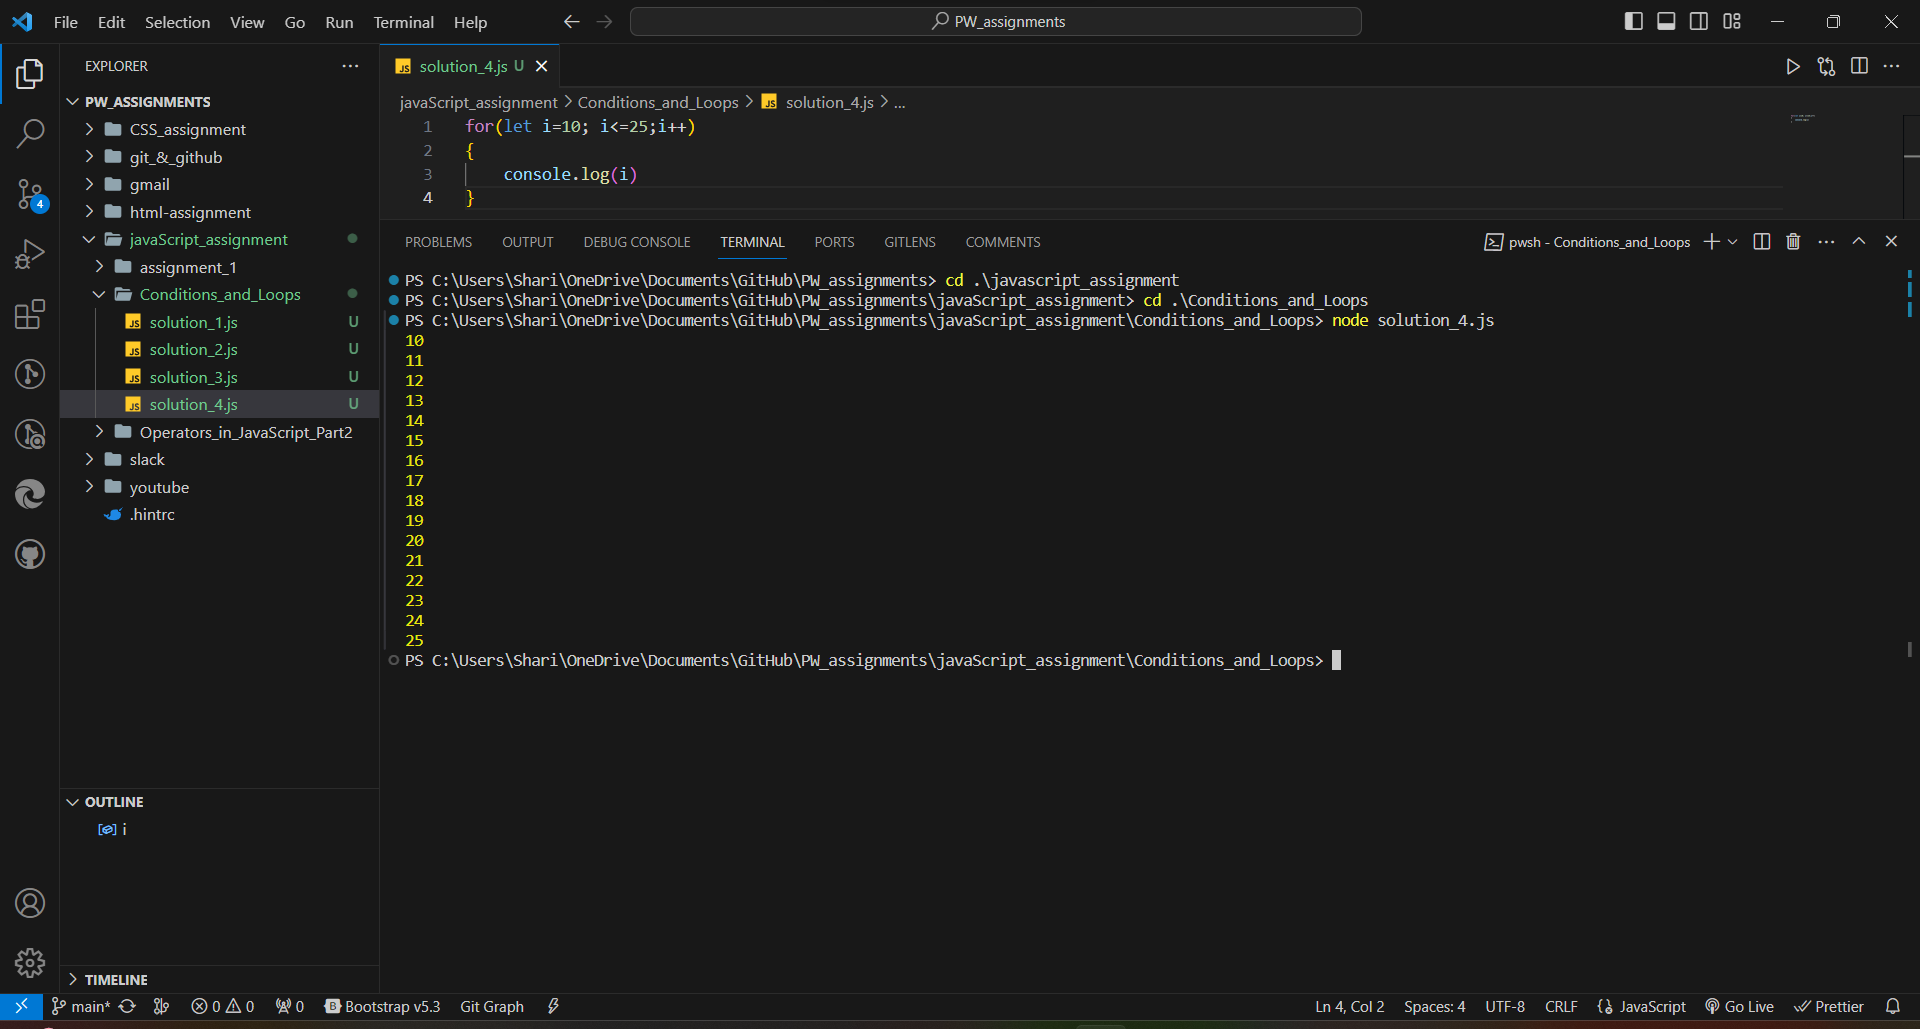 File Edit Selection View Go Run Terminal Help
PW_assignments
EXPLORER
PW_ASSIGNMENTS
CSS_assignment
git_&_github
gmail
html-assignment
javaScript_assignment
assignment_1
Conditions_and_Loops
solution_1.js U
solution_2.js U
solution_3.js U
solution_4.js U
Operators_in_JavaScript_Part2
slack
youtube
.hintrc
4
OUTLINE
i
TIMELINE
solution_4.js U
javaScript_assignment > Conditions_and_Loops > JS solution_4.js > ...
1 for(let i=10; i<=25;i++)
2 {
3 console.log(i)
4 }
PROBLEMS OUTPUT DEBUG CONSOLE TERMINAL PORTS GITLENS COMMENTS
pwsh - Conditions_and_Loops
PS C:\Users\Shari\OneDrive\Documents\GitHub\PW_assignments> cd .\javascript_assignment
PS C:\Users\Shari\OneDrive\Documents\GitHub\PW_assignments\javaScript_assignment> cd .\Conditions_and_Loops
PS C:\Users\Shari\OneDrive\Documents\GitHub\PW_assignments\javaScript_assignment\Conditions_and_Loops> node solution_4.js
10
11
12
13
14
15
16
17
18
19
20
21
22
23
24
25
PS C:\Users\Shari\OneDrive\Documents\GitHub\PW_assignments\javaScript_assignment\Conditions_and_Loops>
main* 0 0 0 B Bootstrap v5.3 Git Graph
Ln 4, Col 2 Spaces: 4 UTF-8 CRLF JavaScript Go Live Prettier